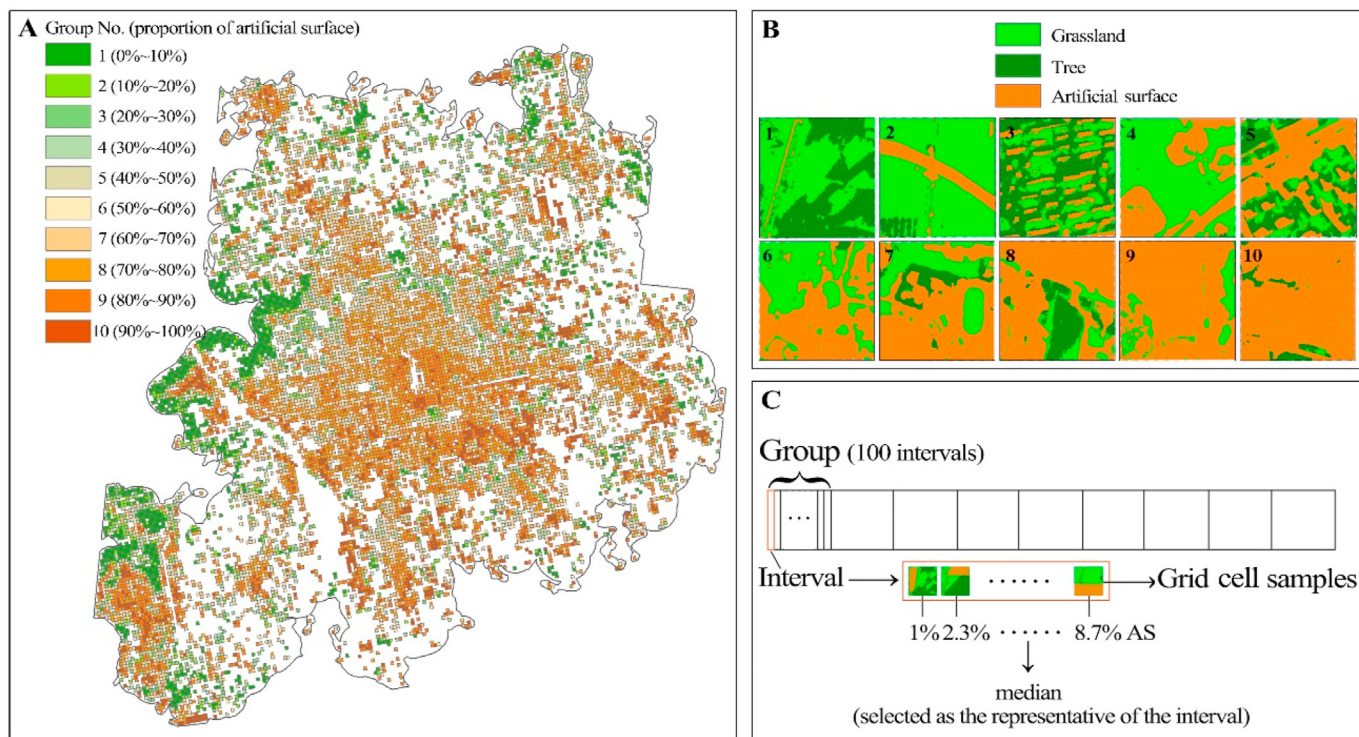 A
Group No. (proportion of artificial surface)
1 (0%~10%)
2 (10%~20%)
3 (20%~30%)
4 (30%~40%)
5 (40%~50%)
6 (50%~60%)
7 (60%~70%)
8 (70%~80%)
9 (80%~90%)
10 (90%~100%)
B
Grassland
Tree
Artificial surface
1 2 3 4 5
6 7 8 9 10
C
Group (100 intervals)
...
Interval
Grid cell samples
1% 2.3% ...... 8.7% AS
median
(selected as the representative of the interval)